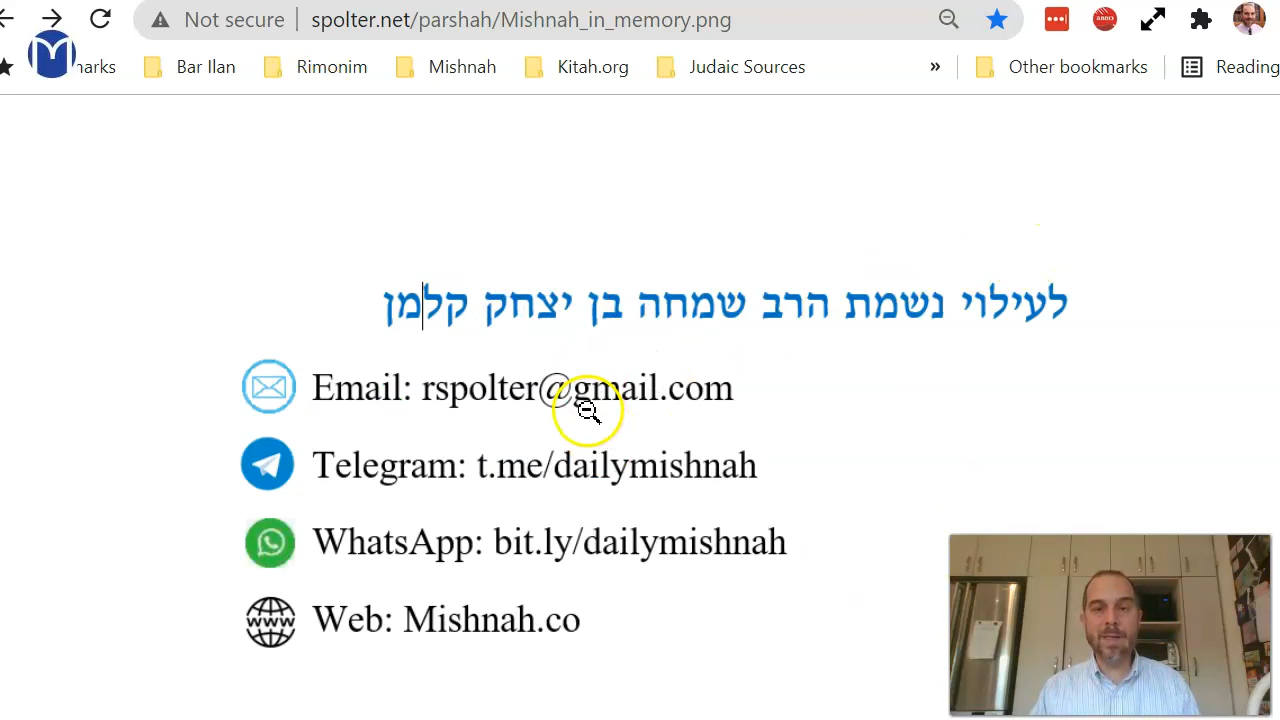 Not secure spolter.net/parshah/Mishnah_in_memory.png
narks Bar Ilan Rimonim Mishnah Kitah.org Judaic Sources » Other bookmarks Reading
לעילוי נשמת הרב שמחה בן יצחק קלמן
Email: rspolter@gmail.com
Telegram: t.me/dailymishnah
WhatsApp: bit.ly/dailymishnah
www Web: Mishnah.co